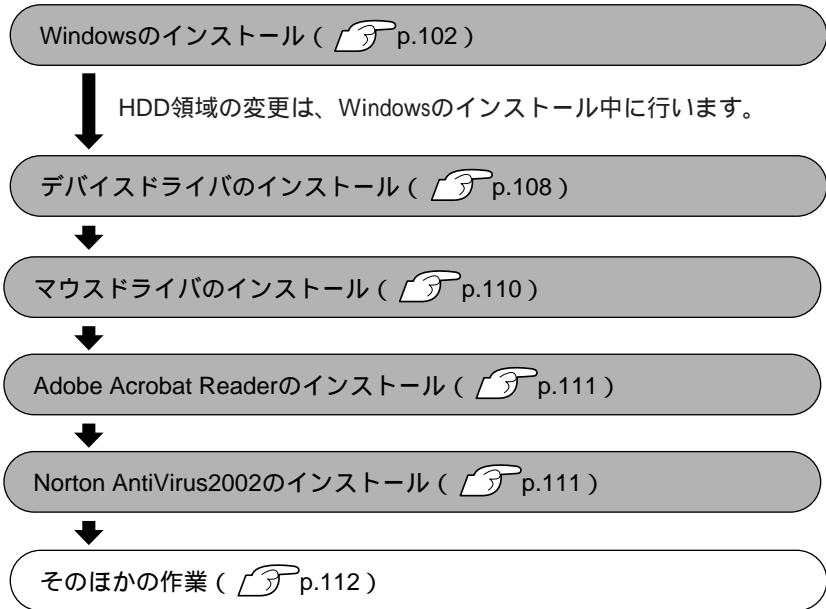 Windowsのインストール( p.102)
HDD領域の変更は、Windowsのインストール中に行います。
デバイスドライバのインストール( p.108)
マウスドライバのインストール( p.110)
Adobe Acrobat Readerのインストール( p.111)
Norton AntiVirus2002のインストール( p.111)
そのほかの作業( p.112)